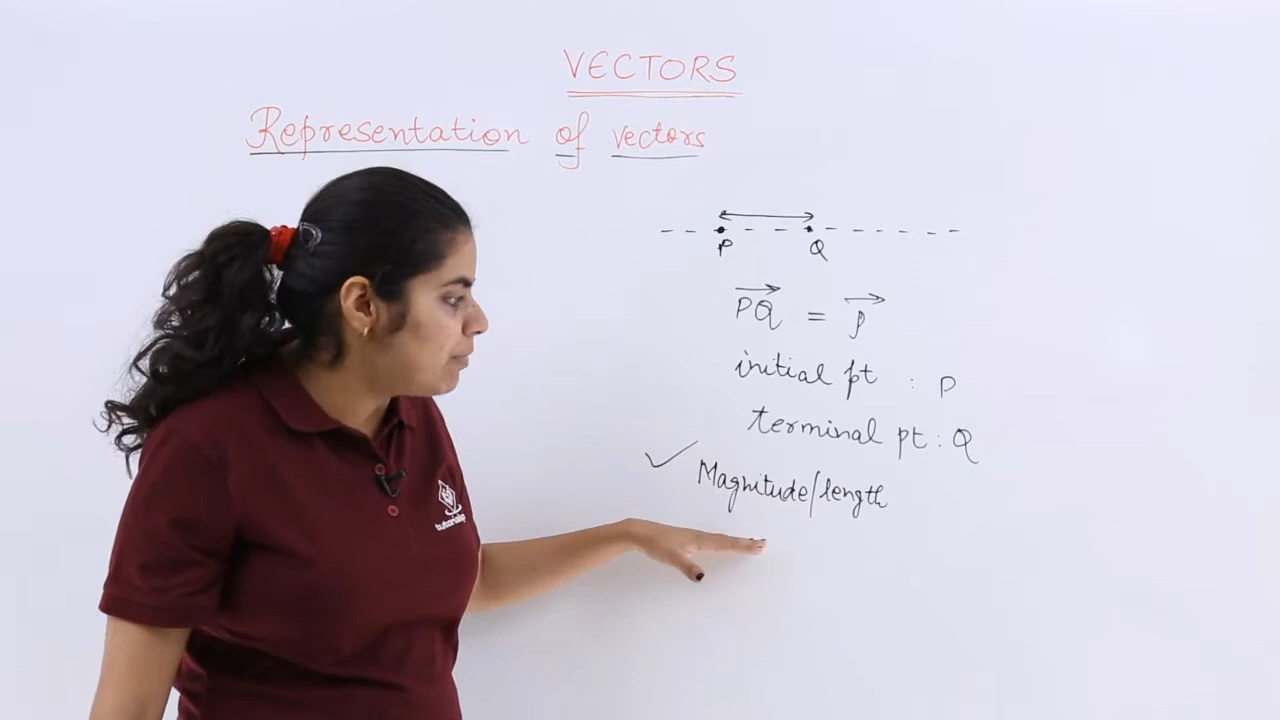 VECTORS
Representation of vectors
P Q
PQ = p
initial pt : P
terminal pt : Q
Magnitude/length